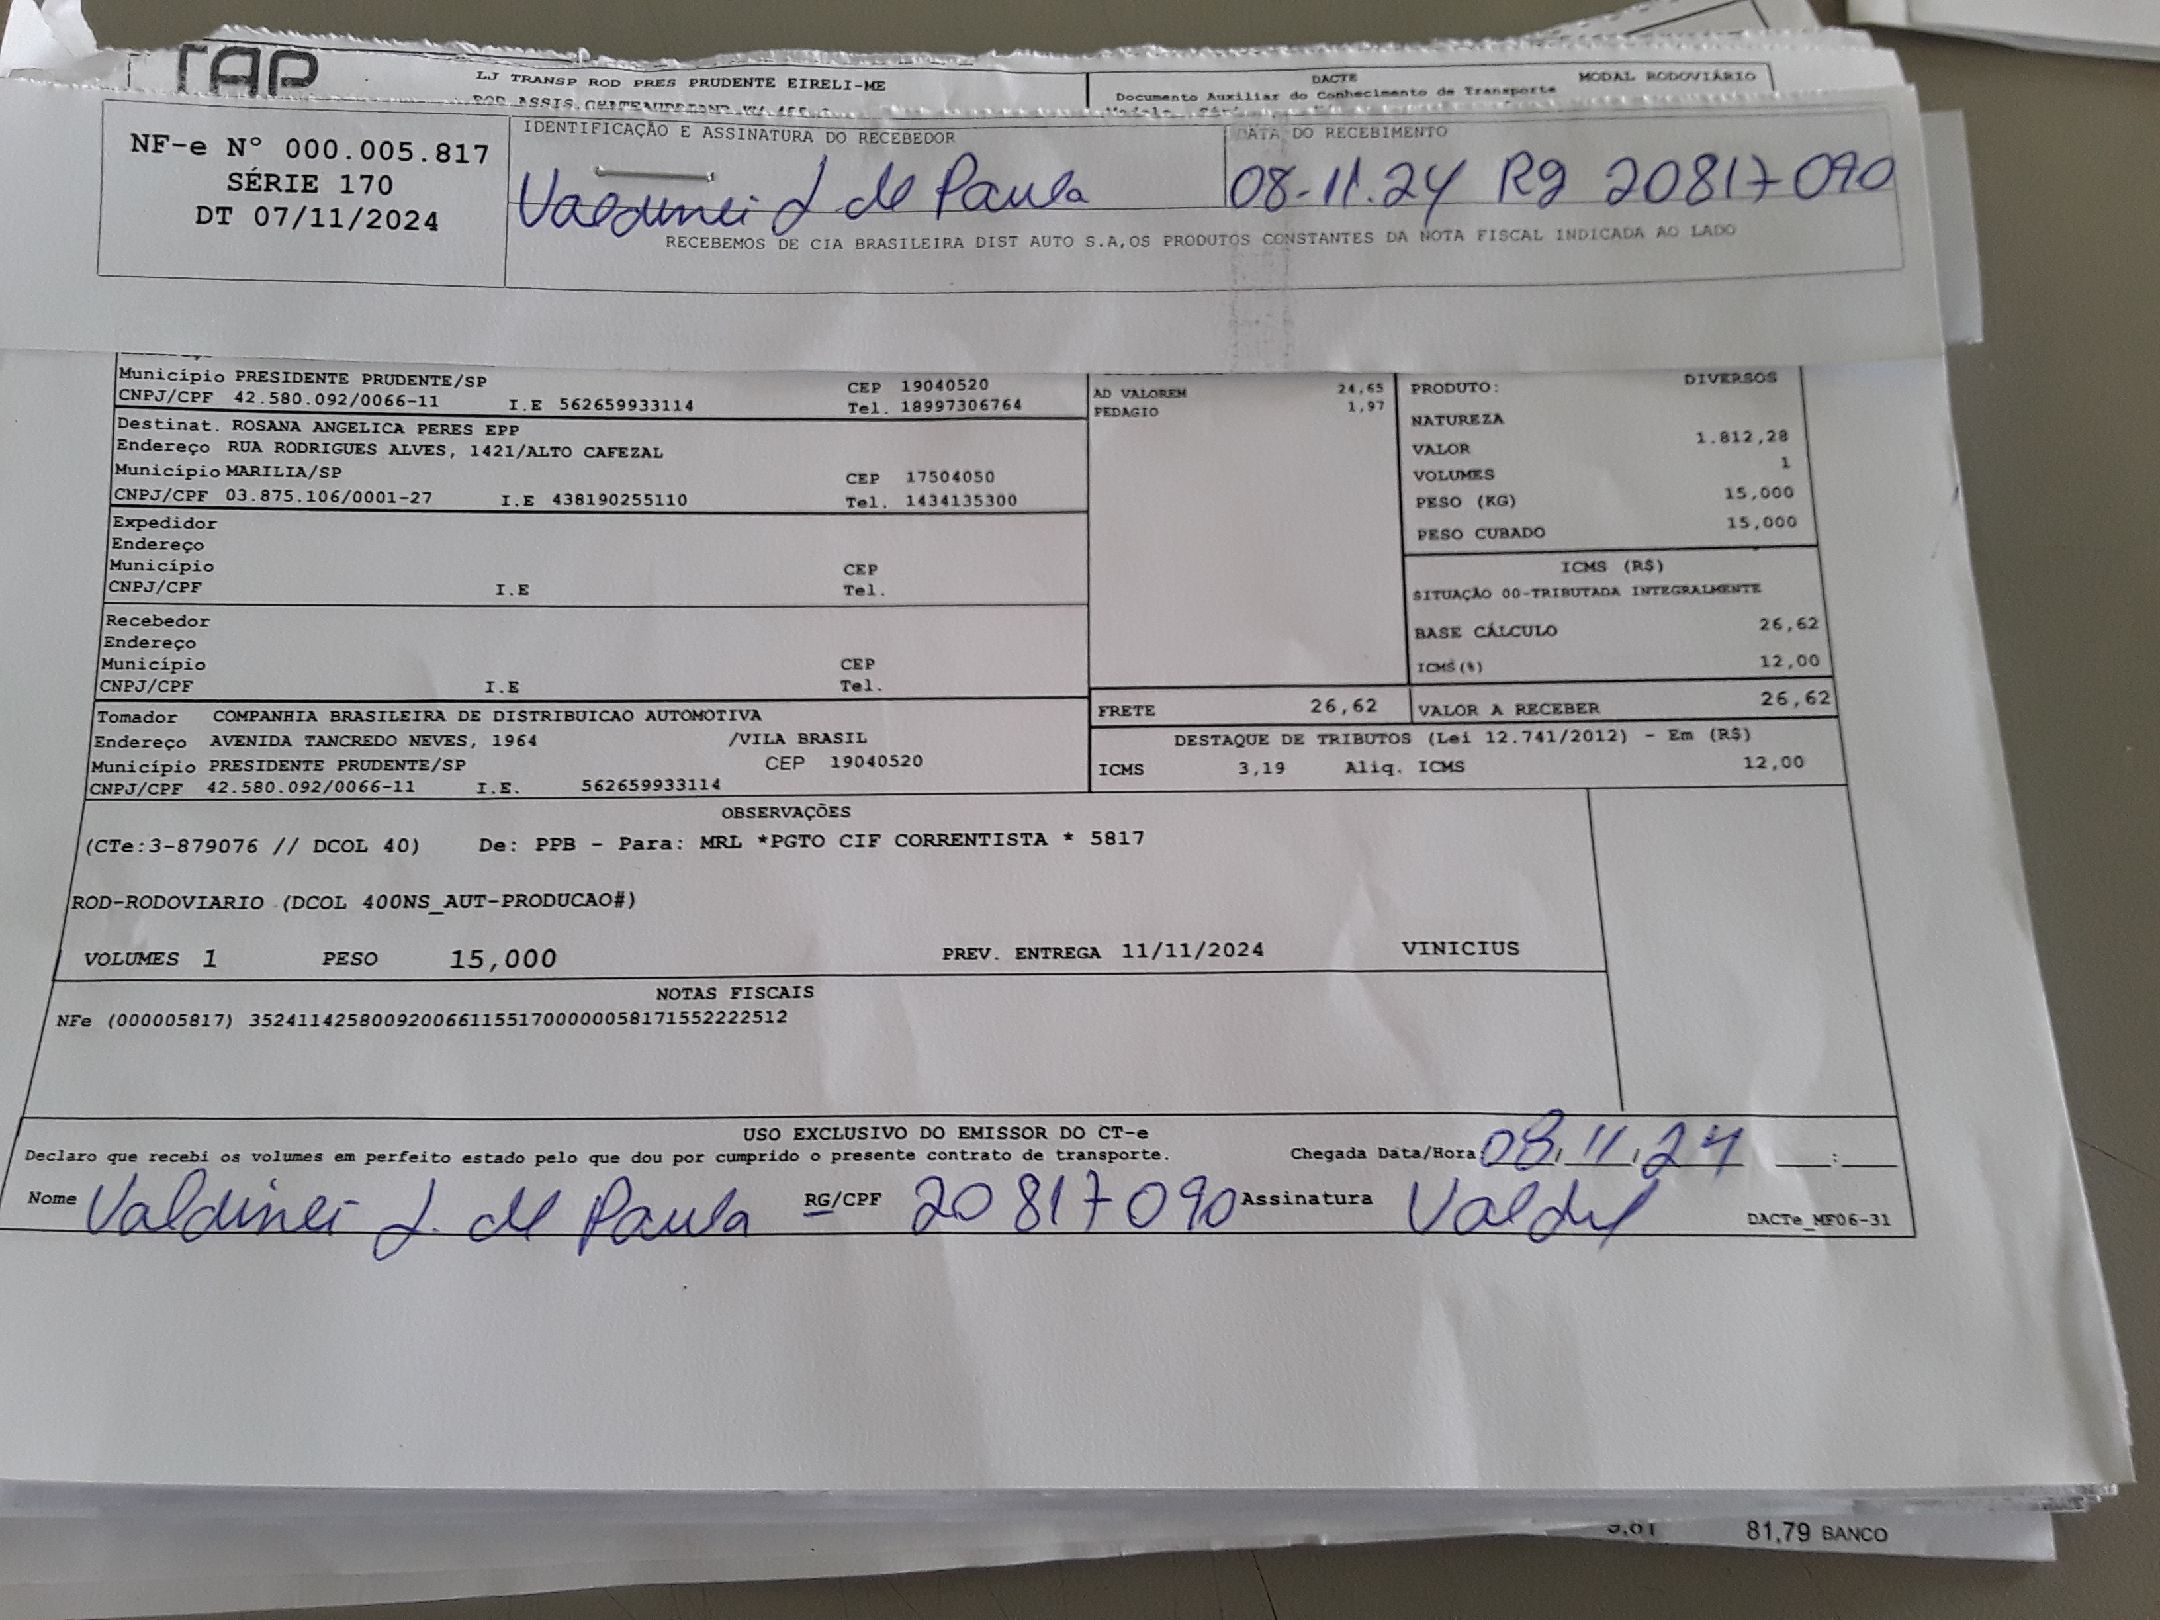 TAP
LJ TRANSP ROD PRES PRUDENTE EIRELI-ME
DACTE
MODAL RODOVIÁRIO
Documento Auxiliar do Conhecimento de Transporte
NF-e Nº 000.005.817
SÉRIE 170
DT 07/11/2024
IDENTIFICAÇÃO E ASSINATURA DO RECEBEDOR
DATA DO RECEBIMENTO
Valdinei J de Paula
08-11.24 Rg 20817090
RECEBEMOS DE CIA BRASILEIRA DIST AUTO S.A,OS PRODUTOS CONSTANTES DA NOTA FISCAL INDICADA AO LADO
Município PRESIDENTE PRUDENTE/SP CEP 19040520
CNPJ/CPF 42.580.092/0066-11 I.E 562659933114 Tel. 18997306764
Destinat. ROSANA ANGELICA PERES EPP
Endereço RUA RODRIGUES ALVES, 1421/ALTO CAFEZAL
Município MARILIA/SP CEP 17504050
CNPJ/CPF 03.875.106/0001-27 I.E 438190255110 Tel. 1434135300
Expedidor
Endereço
Município CEP
CNPJ/CPF I.E Tel.
Recebedor
Endereço
Município CEP
CNPJ/CPF I.E Tel.
Tomador COMPANHIA BRASILEIRA DE DISTRIBUICAO AUTOMOTIVA
Endereço AVENIDA TANCREDO NEVES, 1964 /VILA BRASIL
Município PRESIDENTE PRUDENTE/SP CEP 19040520
CNPJ/CPF 42.580.092/0066-11 I.E. 562659933114
AD VALOREM 24,65
PEDAGIO 1,97
PRODUTO: DIVERSOS
NATUREZA
VALOR 1.812,28
VOLUMES 1
PESO (KG) 15,000
PESO CUBADO 15,000
ICMS (R$)
SITUAÇÃO 00-TRIBUTADA INTEGRALMENTE
BASE CÁLCULO 26,62
ICMS(%) 12,00
FRETE 26,62 VALOR A RECEBER 26,62
DESTAQUE DE TRIBUTOS (Lei 12.741/2012) - Em (R$)
ICMS 3,19 Aliq. ICMS 12,00
OBSERVAÇÕES
(CTe:3-879076 // DCOL 40) De: PPB - Para: MRL *PGTO CIF CORRENTISTA * 5817
ROD-RODOVIARIO (DCOL 400NS_AUT-PRODUCAO#)
VOLUMES 1 PESO 15,000 PREV. ENTREGA 11/11/2024 VINICIUS
NOTAS FISCAIS
NFe (000005817) 35241142580092006611551700000058171552222512
USO EXCLUSIVO DO EMISSOR DO CT-e
Declaro que recebi os volumes em perfeito estado pelo que dou por cumprido o presente contrato de transporte. Chegada Data/Hora: 08,11,24 ___:___
Nome Valdinei J. de Paula RG/CPF 20817090 Assinatura Valdj
DACTe_MF06-31
81,79 BANCO